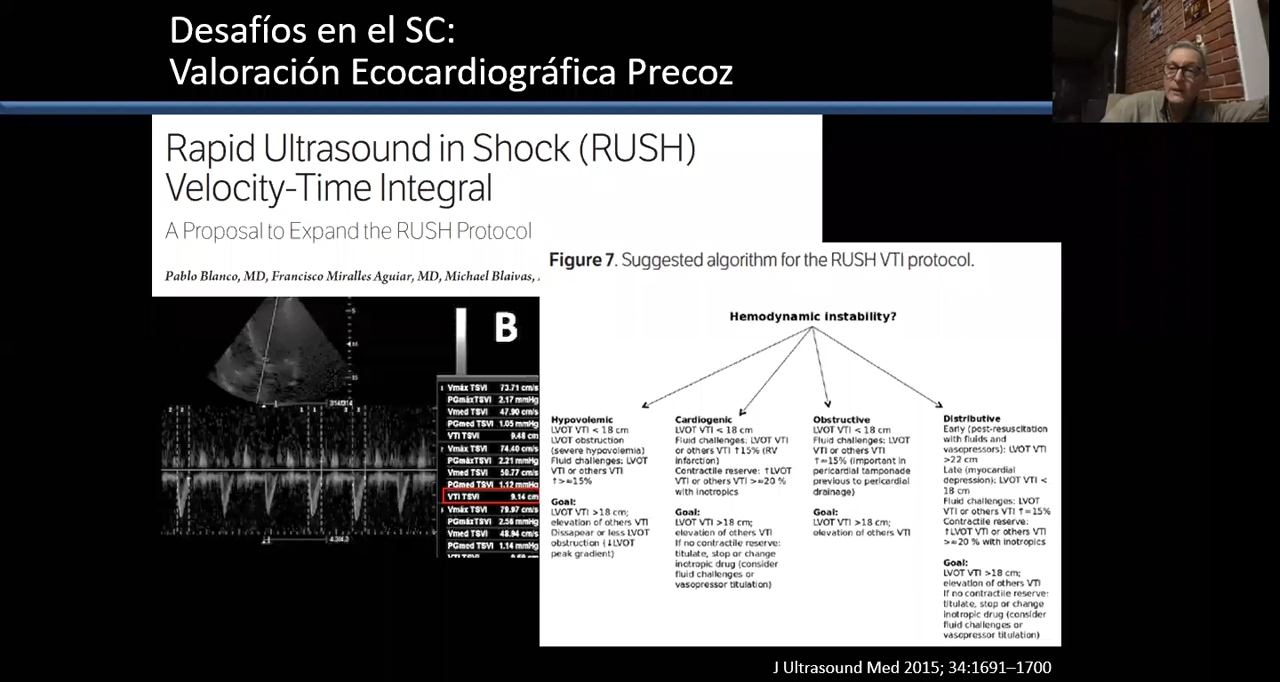 Desafíos en el SC:
Valoración Ecocardiográfica Precoz
Rapid Ultrasound in Shock (RUSH)
Velocity-Time Integral
A Proposal to Expand the RUSH Protocol
Pablo Blanco, MD, Francisco Miralles Aguiar, MD, Michael Blaivas,
B
Vmáx TSVI 73.71 cm/s
PGmáxTSVI 2.17 mmHg
Vmed TSVI 47.90 cm/s
PGmed TSVI 1.05 mmHg
VTI TSVI 9.48 cm
Vmáx TSVI 74.40 cm/s
PGmáxTSVI 2.21 mmHg
Vmed TSVI 50.77 cm/s
PGmed TSVI 1.12 mmHg
VTI TSVI 9.14 cm
Vmáx TSVI 79.97 cm/s
PGmáxTSVI 2.56 mmHg
Vmed TSVI 48.94 cm/s
PGmed TSVI 1.14 mmHg
Figure 7. Suggested algorithm for the RUSH VTI protocol.
Hemodynamic instability?
Hypovolemic
LVOT VTI < 18 cm
LVOT obstruction
(severe hypovolemia)
Fluid challenges: LVOT
VTI or others VTI
↑>≈15%
Goal:
LVOT VTI >18 cm;
elevation of others VTI
Dissapear or less LVOT
obstruction (↓LVOT
peak gradient)
Cardiogenic
LVOT VTI < 18 cm
Fluid challenges: LVOT VTI
or others VTI ↑15% (RV
infarction)
Contractile reserve: ↑LVOT
VTI or others VTI >≈20 %
with inotropics
Goal:
LVOT VTI >18 cm;
elevation of others VTI
If no contractile reserve:
titulate, stop or change
inotropic drug (consider
fluid challenges or
vasopressor titulation)
Obstructive
LVOT VTI < 18 cm
Fluid challenges: LVOT
VTI or others VTI
↑≈15% (important in
pericardial tamponade
previous to pericardial
drainage)
Goal:
LVOT VTI >18 cm;
elevation of others VTI
Distributive
Early (post-resuscitation
with fluids and
vasopressors): LVOT VTI
>22 cm
Late (myocardial
depression): LVOT VTI <
18 cm
Fluid challenges: LVOT
VTI or others VTI ↑≈15%
Contractile reserve:
↑LVOT VTI or others VTI
>≈20 % with inotropics
Goal:
LVOT VTI >18 cm;
elevation of others VTI
If no contractile reserve:
titulate, stop or change
inotropic drug (consider
fluid challenges or
vasopressor titulation)
J Ultrasound Med 2015; 34:1691–1700